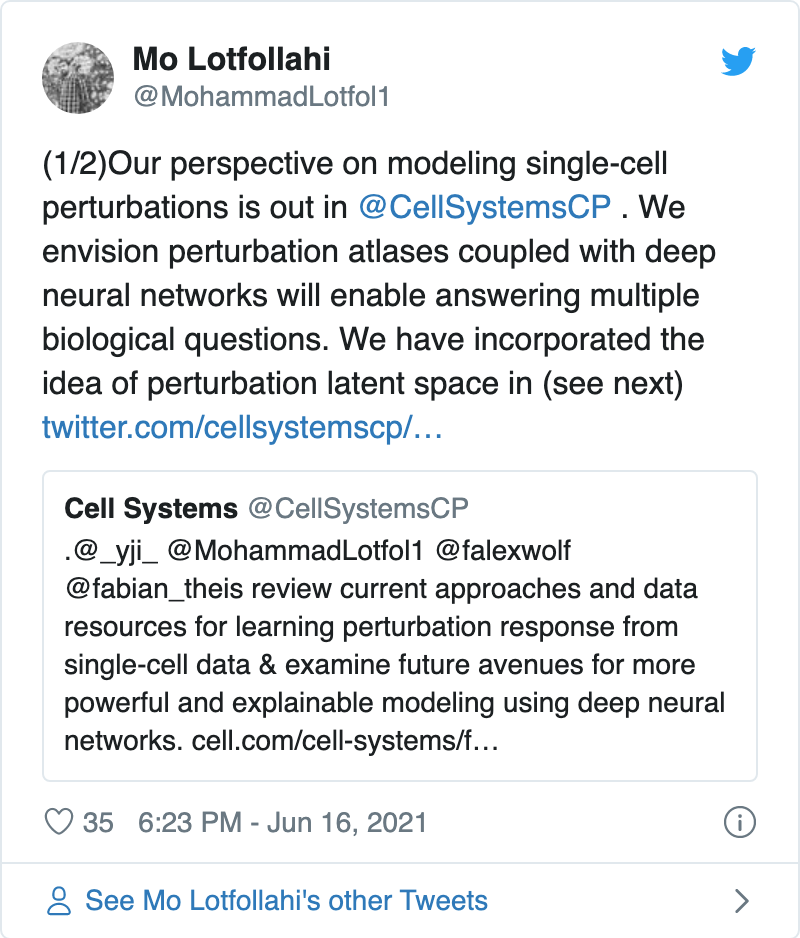 Mo Lotfollahi
@MohammadLotfol1
(1/2)Our perspective on modeling single-cell
perturbations is out in @CellSystemsCP . We
envision perturbation atlases coupled with deep
neural networks will enable answering multiple
biological questions. We have incorporated the
idea of perturbation latent space in (see next)
twitter.com/cellsystemscp/…
Cell Systems @CellSystemsCP
.@_yji_ @MohammadLotfol1 @falexwolf
@fabian_theis review current approaches and data
resources for learning perturbation response from
single-cell data & examine future avenues for more
powerful and explainable modeling using deep neural
networks. cell.com/cell-systems/f…
35 6:23 PM - Jun 16, 2021
See Mo Lotfollahi's other Tweets